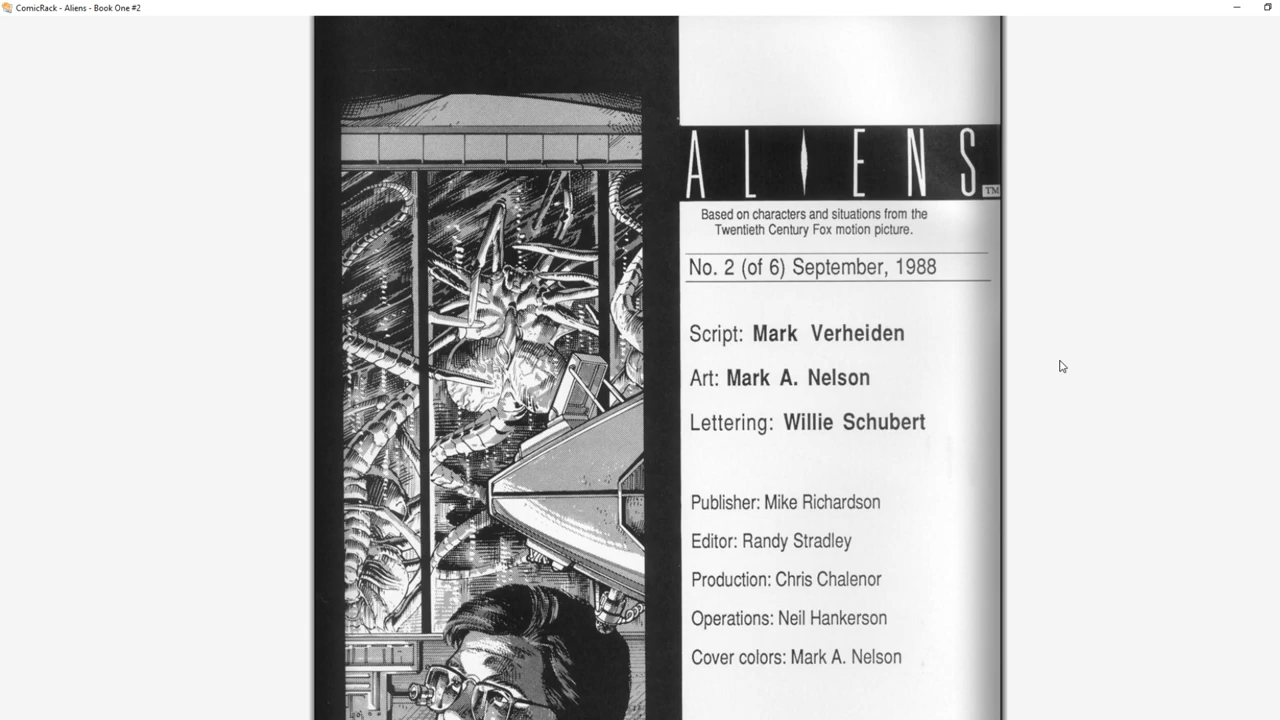 ComicRack - Aliens - Book One #2
ALIENS
TM
Based on characters and situations from the
Twentieth Century Fox motion picture.
No. 2 (of 6) September, 1988
Script: Mark Verheiden
Art: Mark A. Nelson
Lettering: Willie Schubert
Publisher: Mike Richardson
Editor: Randy Stradley
Production: Chris Chalenor
Operations: Neil Hankerson
Cover colors: Mark A. Nelson